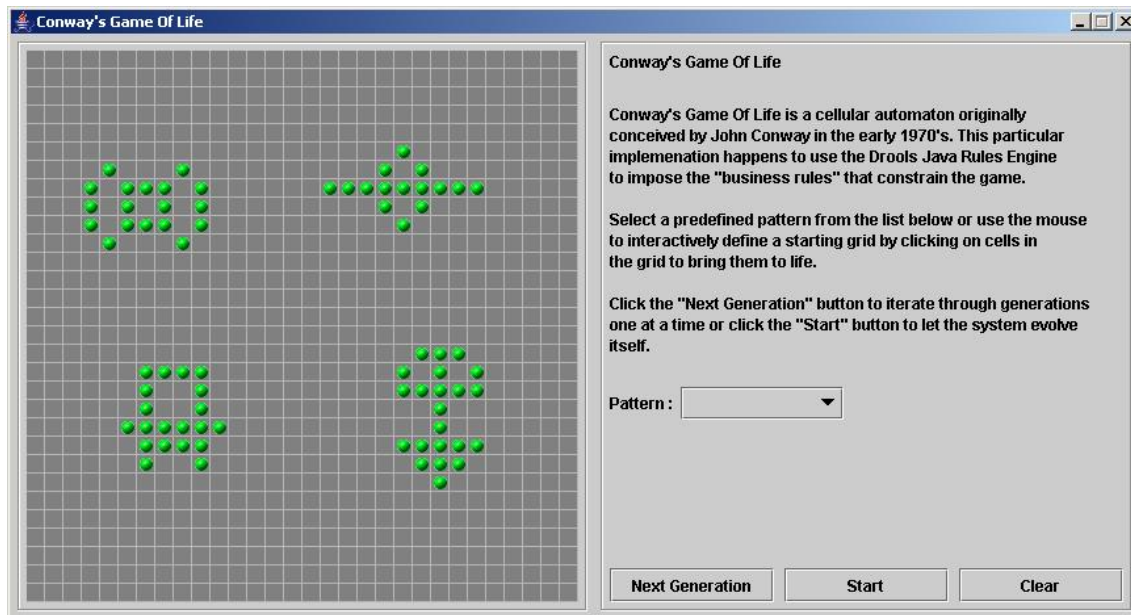 Conway's Game Of Life
Conway's Game Of Life
Conway's Game Of Life is a cellular automaton originally
conceived by John Conway in the early 1970's. This particular
implemenation happens to use the Drools Java Rules Engine
to impose the "business rules" that constrain the game.
Select a predefined pattern from the list below or use the mouse
to interactively define a starting grid by clicking on cells in
the grid to bring them to life.
Click the "Next Generation" button to iterate through generations
one at a time or click the "Start" button to let the system evolve
itself.
Pattern :
Next Generation
Start
Clear